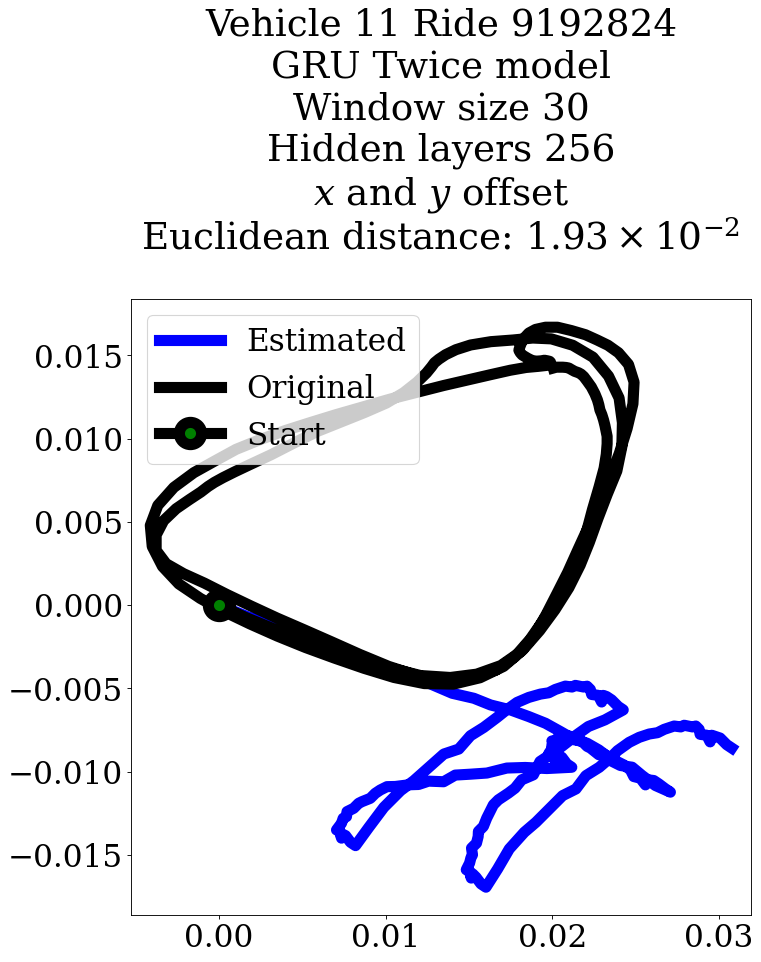 Vehicle 11 Ride 9192824
GRU Twice model
Window size 30
Hidden layers 256
x and y offset
Euclidean distance: 1.93 × 10⁻²
Estimated
Original
Start
0.015
0.010
0.005
0.000
−0.005
−0.010
−0.015
0.00 0.01 0.02 0.03